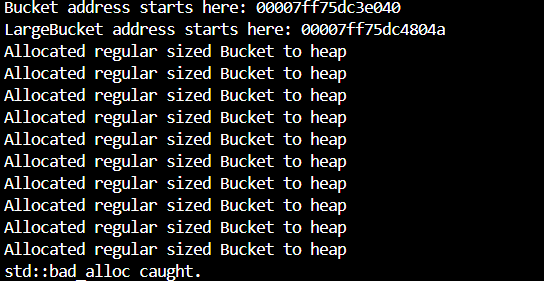 Bucket address starts here: 00007ff75dc3e040
LargeBucket address starts here: 00007ff75dc4804a
Allocated regular sized Bucket to heap
Allocated regular sized Bucket to heap
Allocated regular sized Bucket to heap
Allocated regular sized Bucket to heap
Allocated regular sized Bucket to heap
Allocated regular sized Bucket to heap
Allocated regular sized Bucket to heap
Allocated regular sized Bucket to heap
Allocated regular sized Bucket to heap
Allocated regular sized Bucket to heap
std::bad_alloc caught.